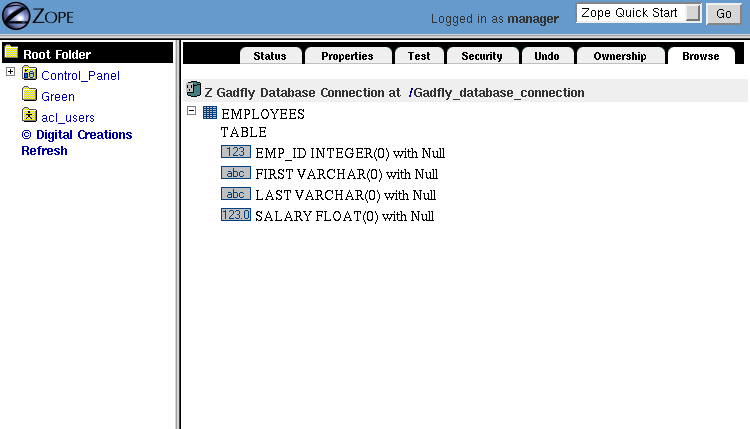 ZOPE
Logged in as manager
Zope Quick Start
Go
Root Folder
Control_Panel
Green
acl_users
© Digital Creations
Refresh
Status Properties Test Security Undo Ownership Browse
Z Gadfly Database Connection at /Gadfly_database_connection
EMPLOYEES
TABLE
123 EMP_ID INTEGER(0) with Null
abc FIRST VARCHAR(0) with Null
abc LAST VARCHAR(0) with Null
123.0 SALARY FLOAT(0) with Null